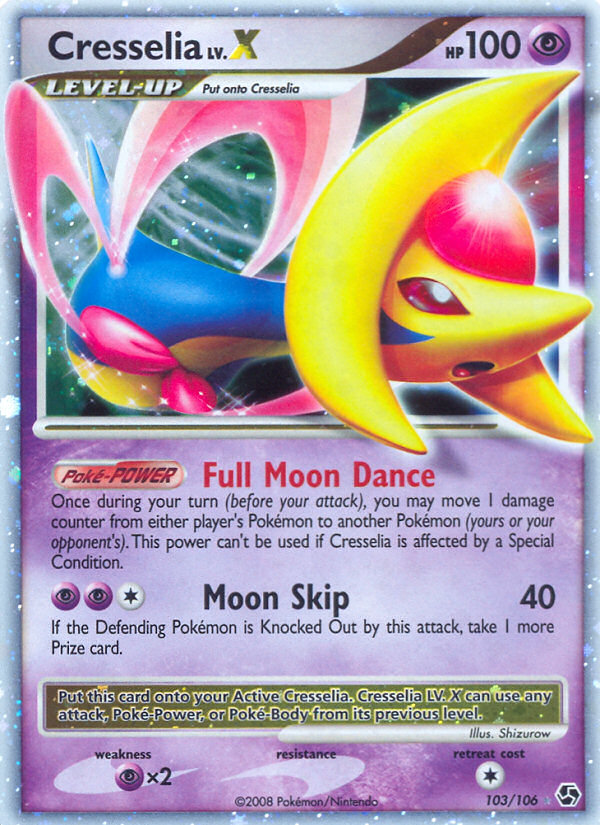 Cresselia LV.X HP 100
LEVEL-UP Put onto Cresselia
Poké-POWER Full Moon Dance
Once during your turn (before your attack), you may move 1 damage
counter from either player's Pokémon to another Pokémon (yours or your
opponent's). This power can't be used if Cresselia is affected by a Special
Condition.
Moon Skip 40
If the Defending Pokémon is Knocked Out by this attack, take 1 more
Prize card.
Put this card onto your Active Cresselia. Cresselia LV. X can use any
attack, Poké-Power, or Poké-Body from its previous level.
Illus. Shizurow
weakness resistance retreat cost
×2
©2008 Pokémon/Nintendo 103/106